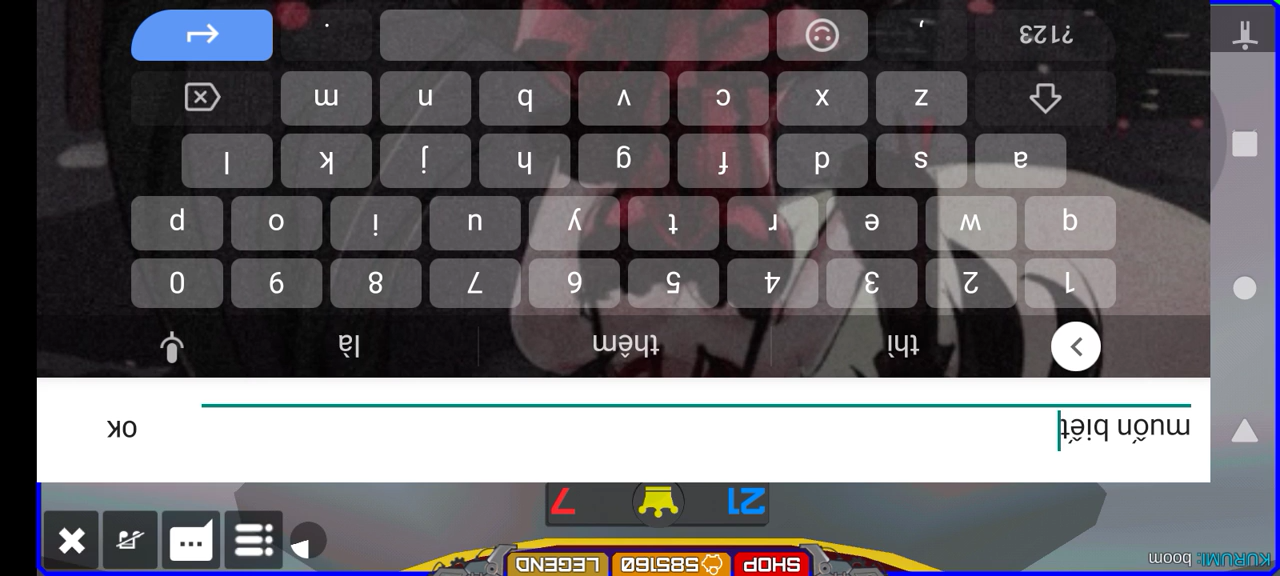 KURUMI: boom
SHOP 585160 LEGEND
21 7
muốn biết OK
thì thêm là
1 2 3 4 5 6 7 8 9 0
q w e r t y u i o p
a s d f g h j k l
z x c v b n m
?123 , .